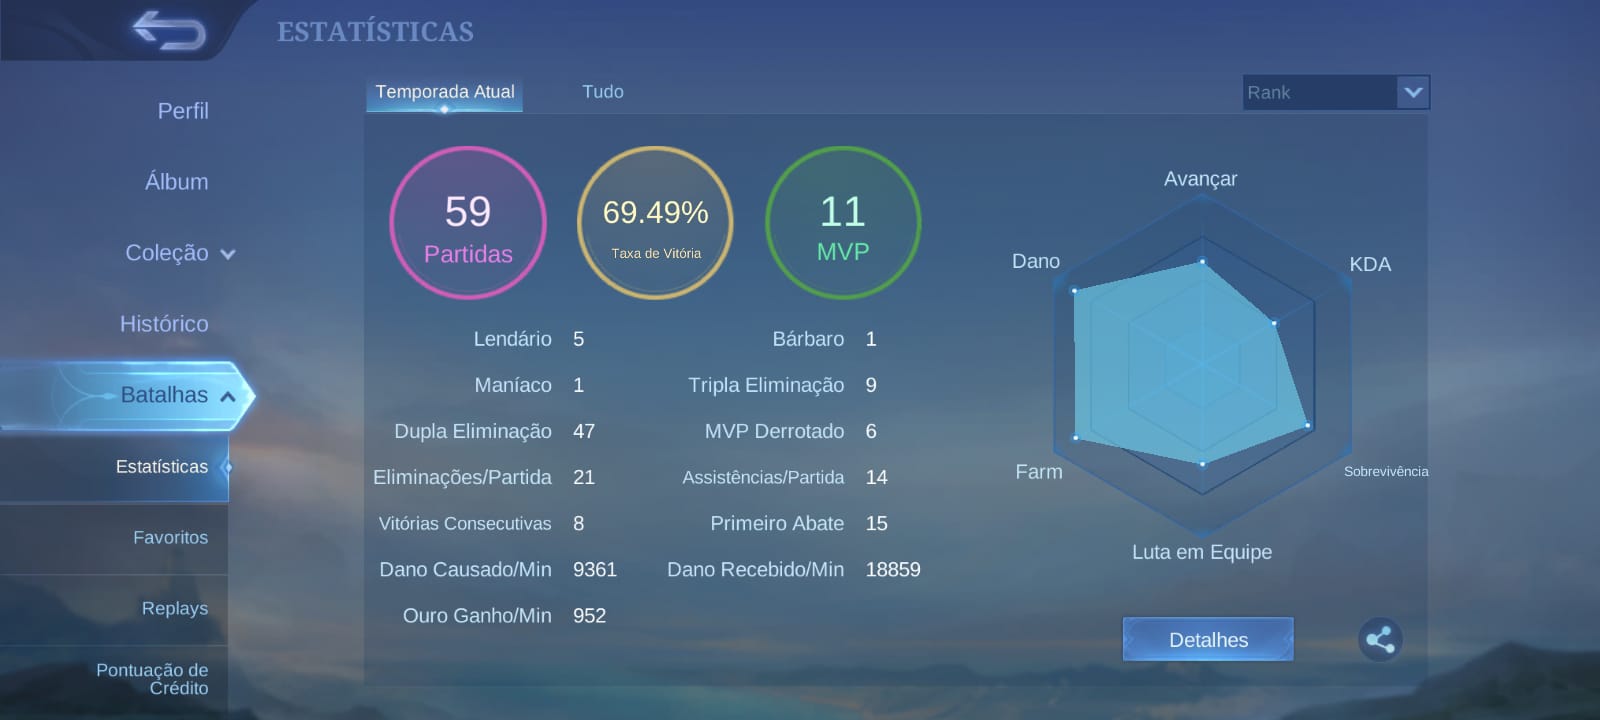 ESTATÍSTICAS
Perfil
Álbum
Coleção
Histórico
Batalhas
Estatísticas
Favoritos
Replays
Pontuação de
Crédito
Temporada Atual
Tudo
Rank
59
Partidas
69.49%
Taxa de Vitória
11
MVP
Lendário 5
Bárbaro 1
Maníaco 1
Tripla Eliminação 9
Dupla Eliminação 47
MVP Derrotado 6
Eliminações/Partida 21
Assistências/Partida 14
Vitórias Consecutivas 8
Primeiro Abate 15
Dano Causado/Min 9361
Dano Recebido/Min 18859
Ouro Ganho/Min 952
Avançar
Dano
KDA
Farm
Sobrevivência
Luta em Equipe
Detalhes